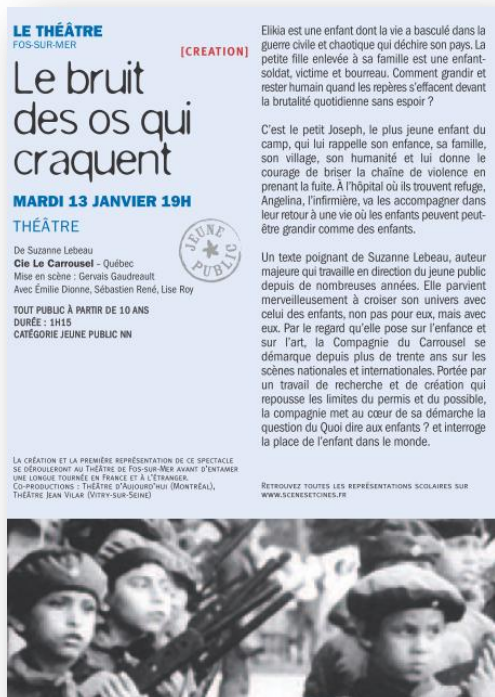 LE THÉÂTRE
FOS-SUR-MER
[CREATION]
Le bruit
des os qui
craquent
MARDI 13 JANVIER 19H
THÉÂTRE
De Suzanne Lebeau
Cie Le Carrousel - Québec
Mise en scène : Gervais Gaudreault
Avec Émilie Dionne, Sébastien René, Lise Roy
JEUNE PUBLIC
TOUT PUBLIC À PARTIR DE 10 ANS
DURÉE : 1H15
CATÉGORIE JEUNE PUBLIC NN
LA CRÉATION ET LA PREMIÈRE REPRÉSENTATION DE CE SPECTACLE
SE DÉROULERONT AU THÉÂTRE DE FOS-SUR-MER AVANT D'ENTAMER
UNE LONGUE TOURNÉE EN FRANCE ET À L'ÉTRANGER.
CO-PRODUCTIONS : THÉÂTRE D'AUJOURD'HUI (MONTRÉAL),
THÉÂTRE JEAN VILAR (VITRY-SUR-SEINE)
Elikia est une enfant dont la vie a basculé dans la
guerre civile et chaotique qui déchire son pays. La
petite fille enlevée à sa famille est une enfant-
soldat, victime et bourreau. Comment grandir et
rester humain quand les repères s'effacent devant
la brutalité quotidienne sans espoir ?
C'est le petit Joseph, le plus jeune enfant du
camp, qui lui rappelle son enfance, sa famille,
son village, son humanité et lui donne le
courage de briser la chaîne de violence en
prenant la fuite. À l'hôpital où ils trouvent refuge,
Angelina, l'infirmière, va les accompagner dans
leur retour à une vie où les enfants peuvent peut-
être grandir comme des enfants.
Un texte poignant de Suzanne Lebeau, auteur
majeure qui travaille en direction du jeune public
depuis de nombreuses années. Elle parvient
merveilleusement à croiser son univers avec
celui des enfants, non pas pour eux, mais avec
eux. Par le regard qu'elle pose sur l'enfance et
sur l'art, la Compagnie du Carrousel se
démarque depuis plus de trente ans sur les
scènes nationales et internationales. Portée par
un travail de recherche et de création qui
repousse les limites du permis et du possible,
la compagnie met au cœur de sa démarche la
question du Quoi dire aux enfants ? et interroge
la place de l'enfant dans le monde.
RETROUVEZ TOUTES LES REPRÉSENTATIONS SCOLAIRES SUR
WWW.SCENESETCINES.FR